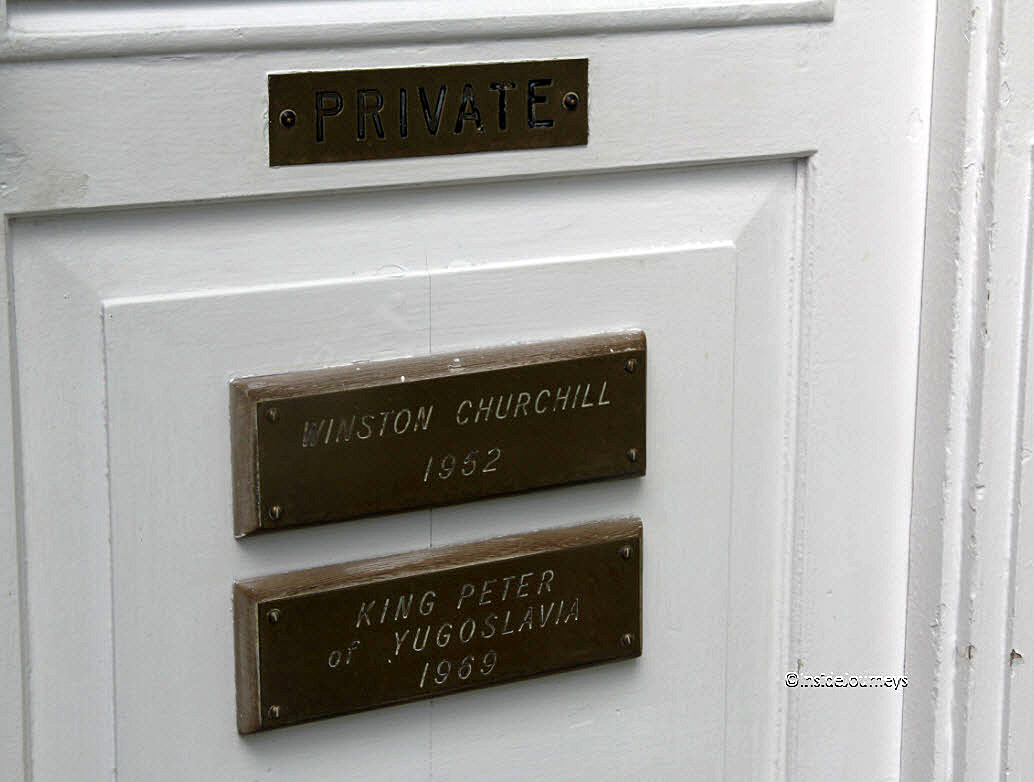 PRIVATE
WINSTON CHURCHILL
1952
KING PETER
of YUGOSLAVIA
1969
©InsideJourneys